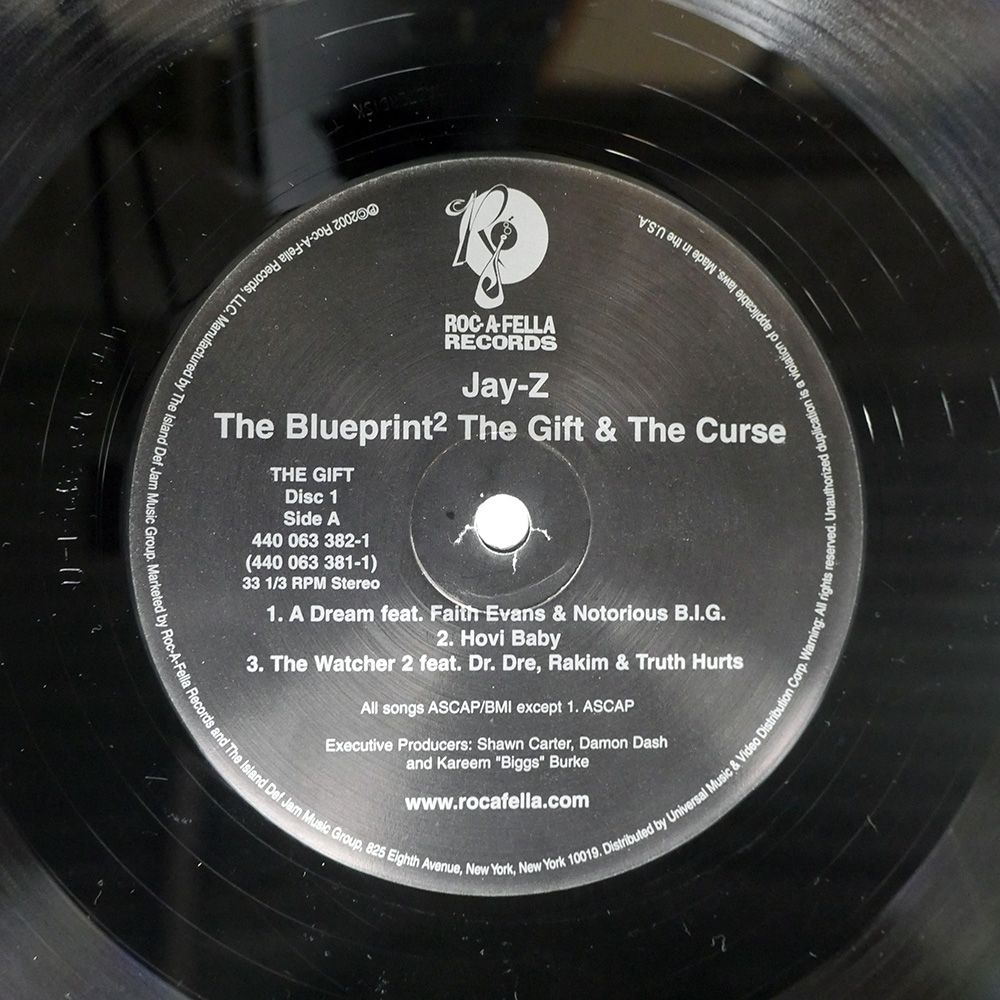 ROC-A-FELLA
RECORDS
Jay-Z
The Blueprint² The Gift & The Curse
THE GIFT
Disc 1
Side A
440 063 382-1
(440 063 381-1)
33 1/3 RPM Stereo
1. A Dream feat. Faith Evans & Notorious B.I.G.
2. Hovi Baby
3. The Watcher 2 feat. Dr. Dre, Rakim & Truth Hurts
All songs ASCAP/BMI except 1. ASCAP
Executive Producers: Shawn Carter, Damon Dash
and Kareem "Biggs" Burke
www.rocafella.com
℗©2002 Roc-A-Fella Records, LLC. Manufactured by The Island Def Jam Music Group. Marketed by Roc-A-Fella Records and The Island Def Jam Music Group, 825 Eighth Avenue, New York, New York 10019. Distributed by Universal Music & Video Distribution Corp. Warning: All rights reserved. Unauthorized duplication is a violation of applicable laws. Made in the U.S.A.